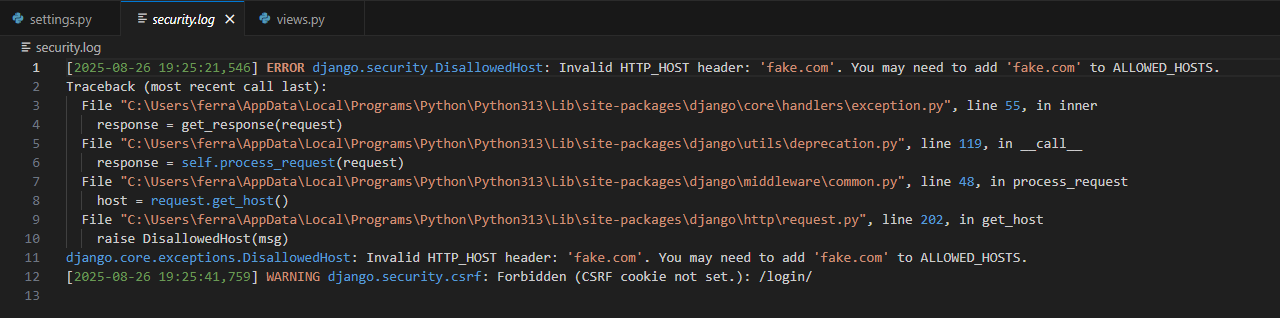 settings.py security.log × views.py
security.log
1 [2025-08-26 19:25:21,546] ERROR django.security.DisallowedHost: Invalid HTTP_HOST header: 'fake.com'. You may need to add 'fake.com' to ALLOWED_HOSTS.
2 Traceback (most recent call last):
3   File "C:\Users\ferra\AppData\Local\Programs\Python\Python313\Lib\site-packages\django\core\handlers\exception.py", line 55, in inner
4     response = get_response(request)
5   File "C:\Users\ferra\AppData\Local\Programs\Python\Python313\Lib\site-packages\django\utils\deprecation.py", line 119, in __call__
6     response = self.process_request(request)
7   File "C:\Users\ferra\AppData\Local\Programs\Python\Python313\Lib\site-packages\django\middleware\common.py", line 48, in process_request
8     host = request.get_host()
9   File "C:\Users\ferra\AppData\Local\Programs\Python\Python313\Lib\site-packages\django\http\request.py", line 202, in get_host
10     raise DisallowedHost(msg)
11 django.core.exceptions.DisallowedHost: Invalid HTTP_HOST header: 'fake.com'. You may need to add 'fake.com' to ALLOWED_HOSTS.
12 [2025-08-26 19:25:41,759] WARNING django.security.csrf: Forbidden (CSRF cookie not set.): /login/
13